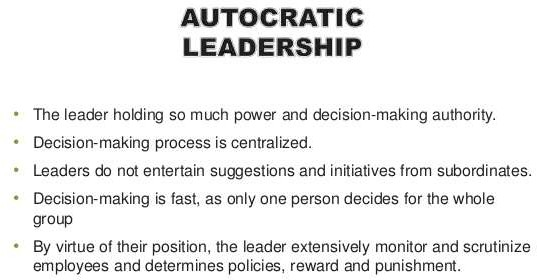 AUTOCRATIC
LEADERSHIP
• The leader holding so much power and decision-making authority.
• Decision-making process is centralized.
• Leaders do not entertain suggestions and initiatives from subordinates.
• Decision-making is fast, as only one person decides for the whole
group
• By virtue of their position, the leader extensively monitor and scrutinize
employees and determines policies, reward and punishment.